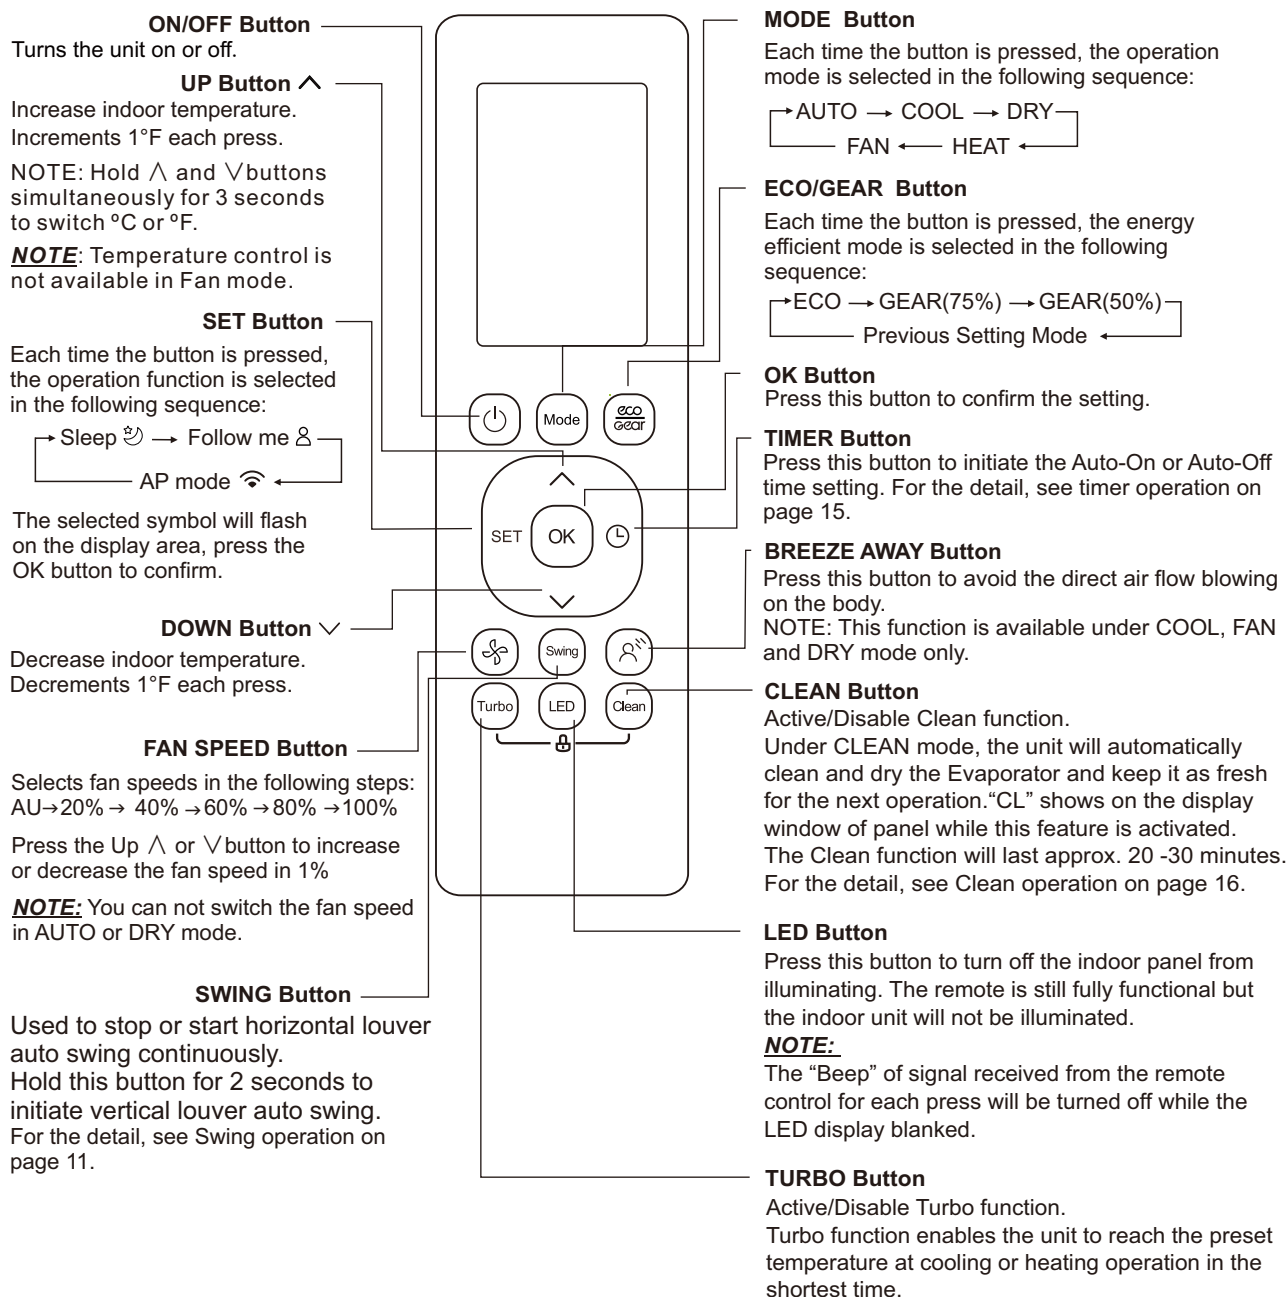 ON/OFF Button
Turns the unit on or off.
UP Button ∧
Increase indoor temperature.
Increments 1°F each press.
NOTE: Hold ∧ and ∨ buttons
simultaneously for 3 seconds
to switch ºC or ºF.
NOTE: Temperature control is
not available in Fan mode.
SET Button
Each time the button is pressed,
the operation function is selected
in the following sequence:
Sleep → Follow me
AP mode ←
The selected symbol will flash
on the display area, press the
OK button to confirm.
DOWN Button ∨
Decrease indoor temperature.
Decrements 1°F each press.
FAN SPEED Button
Selects fan speeds in the following steps:
AU→20% → 40% →60% →80% →100%
Press the Up ∧ or ∨ button to increase
or decrease the fan speed in 1%
NOTE: You can not switch the fan speed
in AUTO or DRY mode.
SWING Button
Used to stop or start horizontal louver
auto swing continuously.
Hold this button for 2 seconds to
initiate vertical louver auto swing.
For the detail, see Swing operation on
page 11.
Mode
eco
Gear
SET
OK
Swing
Turbo
LED
Clean
MODE Button
Each time the button is pressed, the operation
mode is selected in the following sequence:
AUTO → COOL → DRY
FAN ← HEAT ←
ECO/GEAR Button
Each time the button is pressed, the energy
efficient mode is selected in the following
sequence:
ECO → GEAR(75%) → GEAR(50%)
Previous Setting Mode ←
OK Button
Press this button to confirm the setting.
TIMER Button
Press this button to initiate the Auto-On or Auto-Off
time setting. For the detail, see timer operation on
page 15.
BREEZE AWAY Button
Press this button to avoid the direct air flow blowing
on the body.
NOTE: This function is available under COOL, FAN
and DRY mode only.
CLEAN Button
Active/Disable Clean function.
Under CLEAN mode, the unit will automatically
clean and dry the Evaporator and keep it as fresh
for the next operation.“CL” shows on the display
window of panel while this feature is activated.
The Clean function will last approx. 20 -30 minutes.
For the detail, see Clean operation on page 16.
LED Button
Press this button to turn off the indoor panel from
illuminating. The remote is still fully functional but
the indoor unit will not be illuminated.
NOTE:
The “Beep” of signal received from the remote
control for each press will be turned off while the
LED display blanked.
TURBO Button
Active/Disable Turbo function.
Turbo function enables the unit to reach the preset
temperature at cooling or heating operation in the
shortest time.